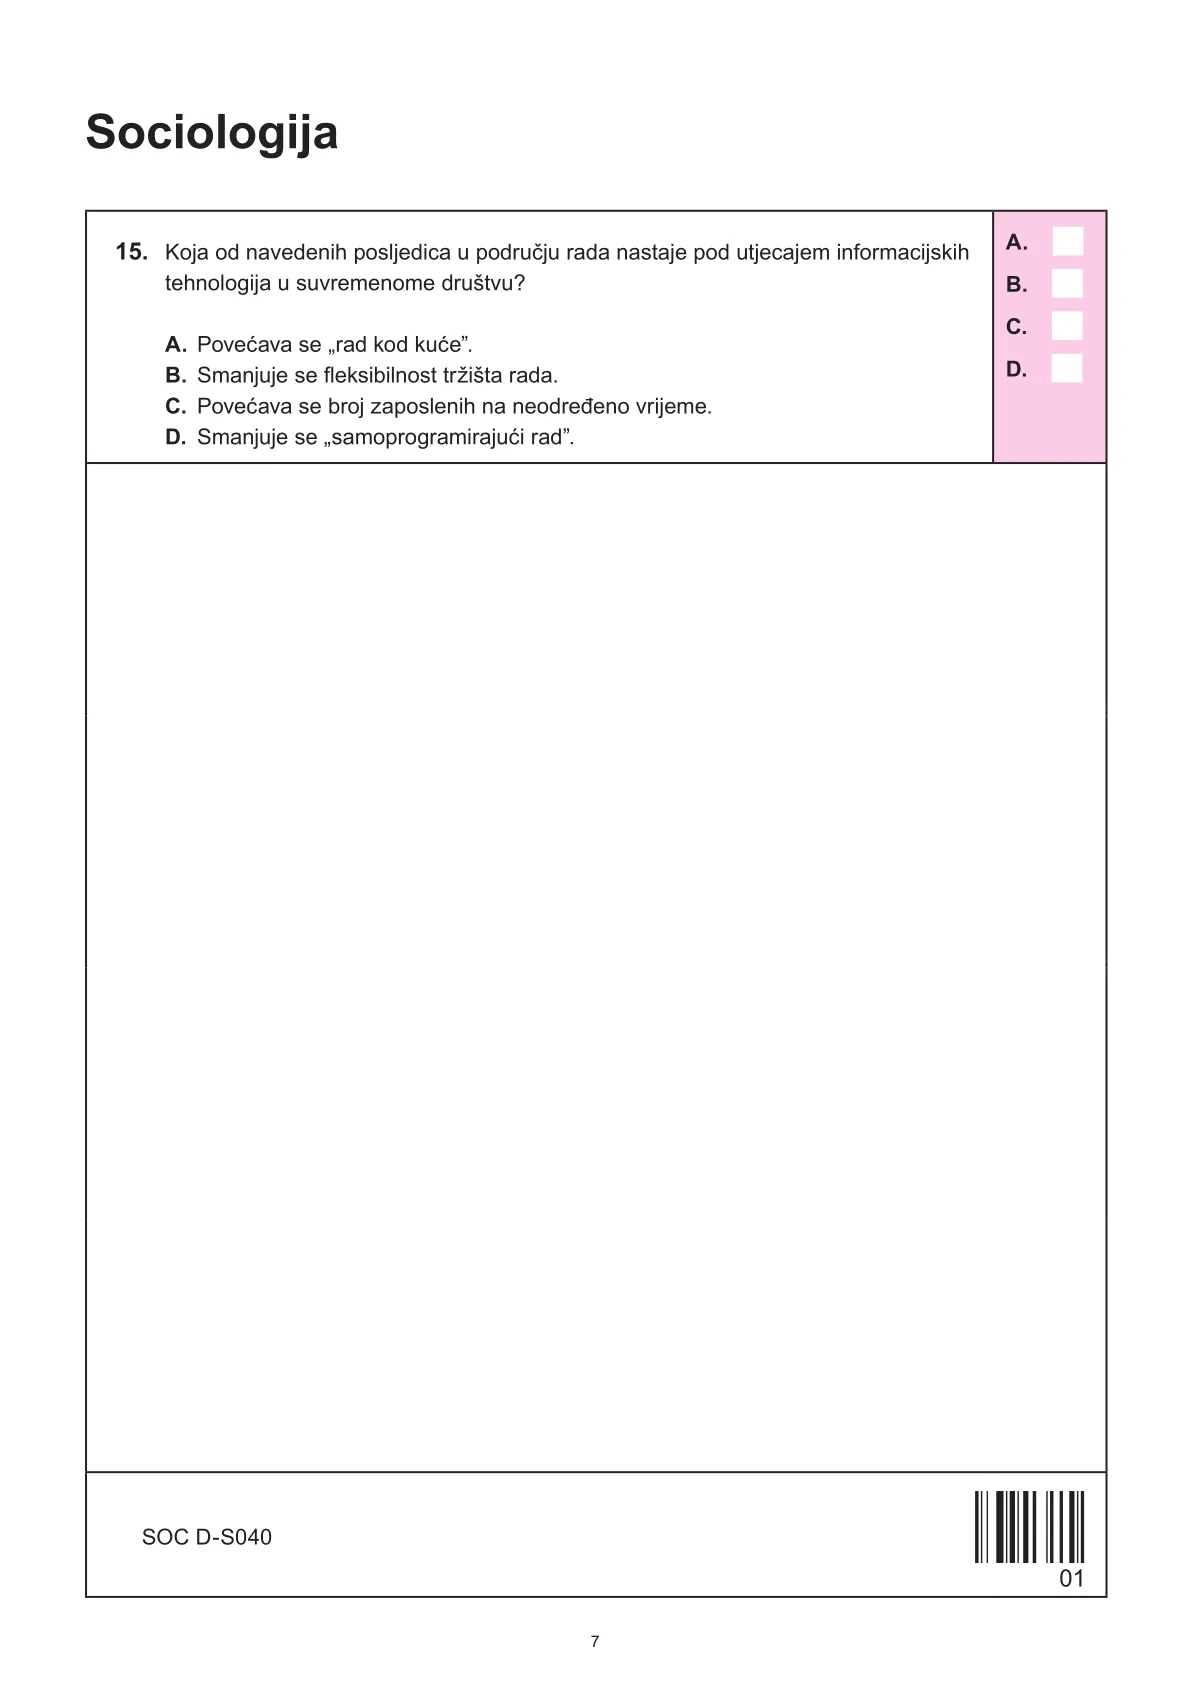 Sociologija
15. Koja od navedenih posljedica u području rada nastaje pod utjecajem informacijskih
tehnologija u suvremenome društvu?
A. Povećava se „rad kod kuće”.
B. Smanjuje se fleksibilnost tržišta rada.
C. Povećava se broj zaposlenih na neodređeno vrijeme.
D. Smanjuje se „samoprogramirajući rad”.
A.
B.
C.
D.
SOC D-S040
01
7